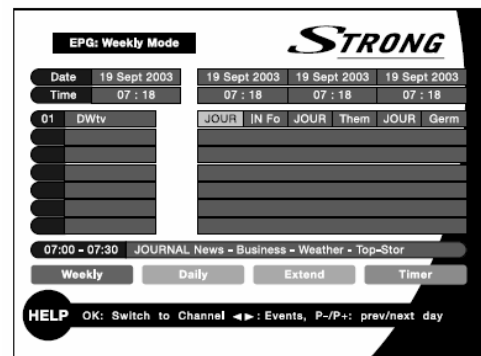 EPG: Weekly Mode
STRONG
Date 19 Sept 2003 19 Sept 2003 19 Sept 2003 19 Sept 2003
Time 07 : 18 07 : 18 07 : 18 07 : 18
01 DWtv JOUR IN Fo JOUR Them JOUR Germ
07:00 - 07:30 JOURNAL News - Business - Weather - Top-Stor
Weekly Daily Extend Timer
HELP OK: Switch to Channel ◄►: Events, P-/P+: prev/next day